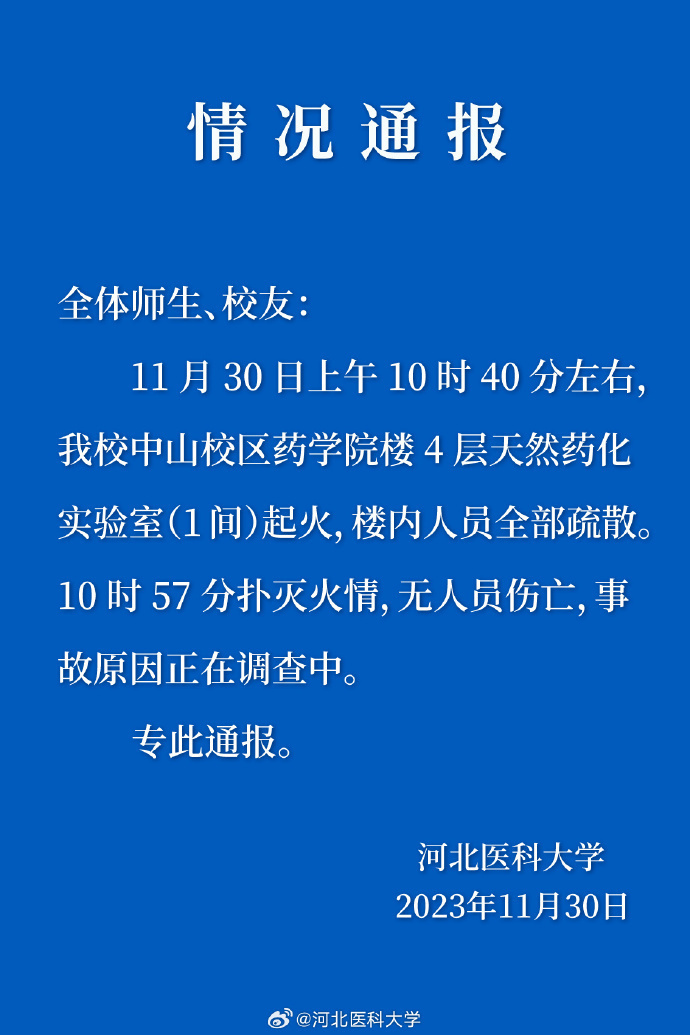 情况通报
全体师生、校友：
11 月 30 日上午 10 时 40 分左右，
我校中山校区药学院楼 4 层天然药化
实验室（1 间）起火，楼内人员全部疏散。
10 时 57 分扑灭火情，无人员伤亡，事
故原因正在调查中。
专此通报。
河北医科大学
2023年11月30日
@河北医科大学